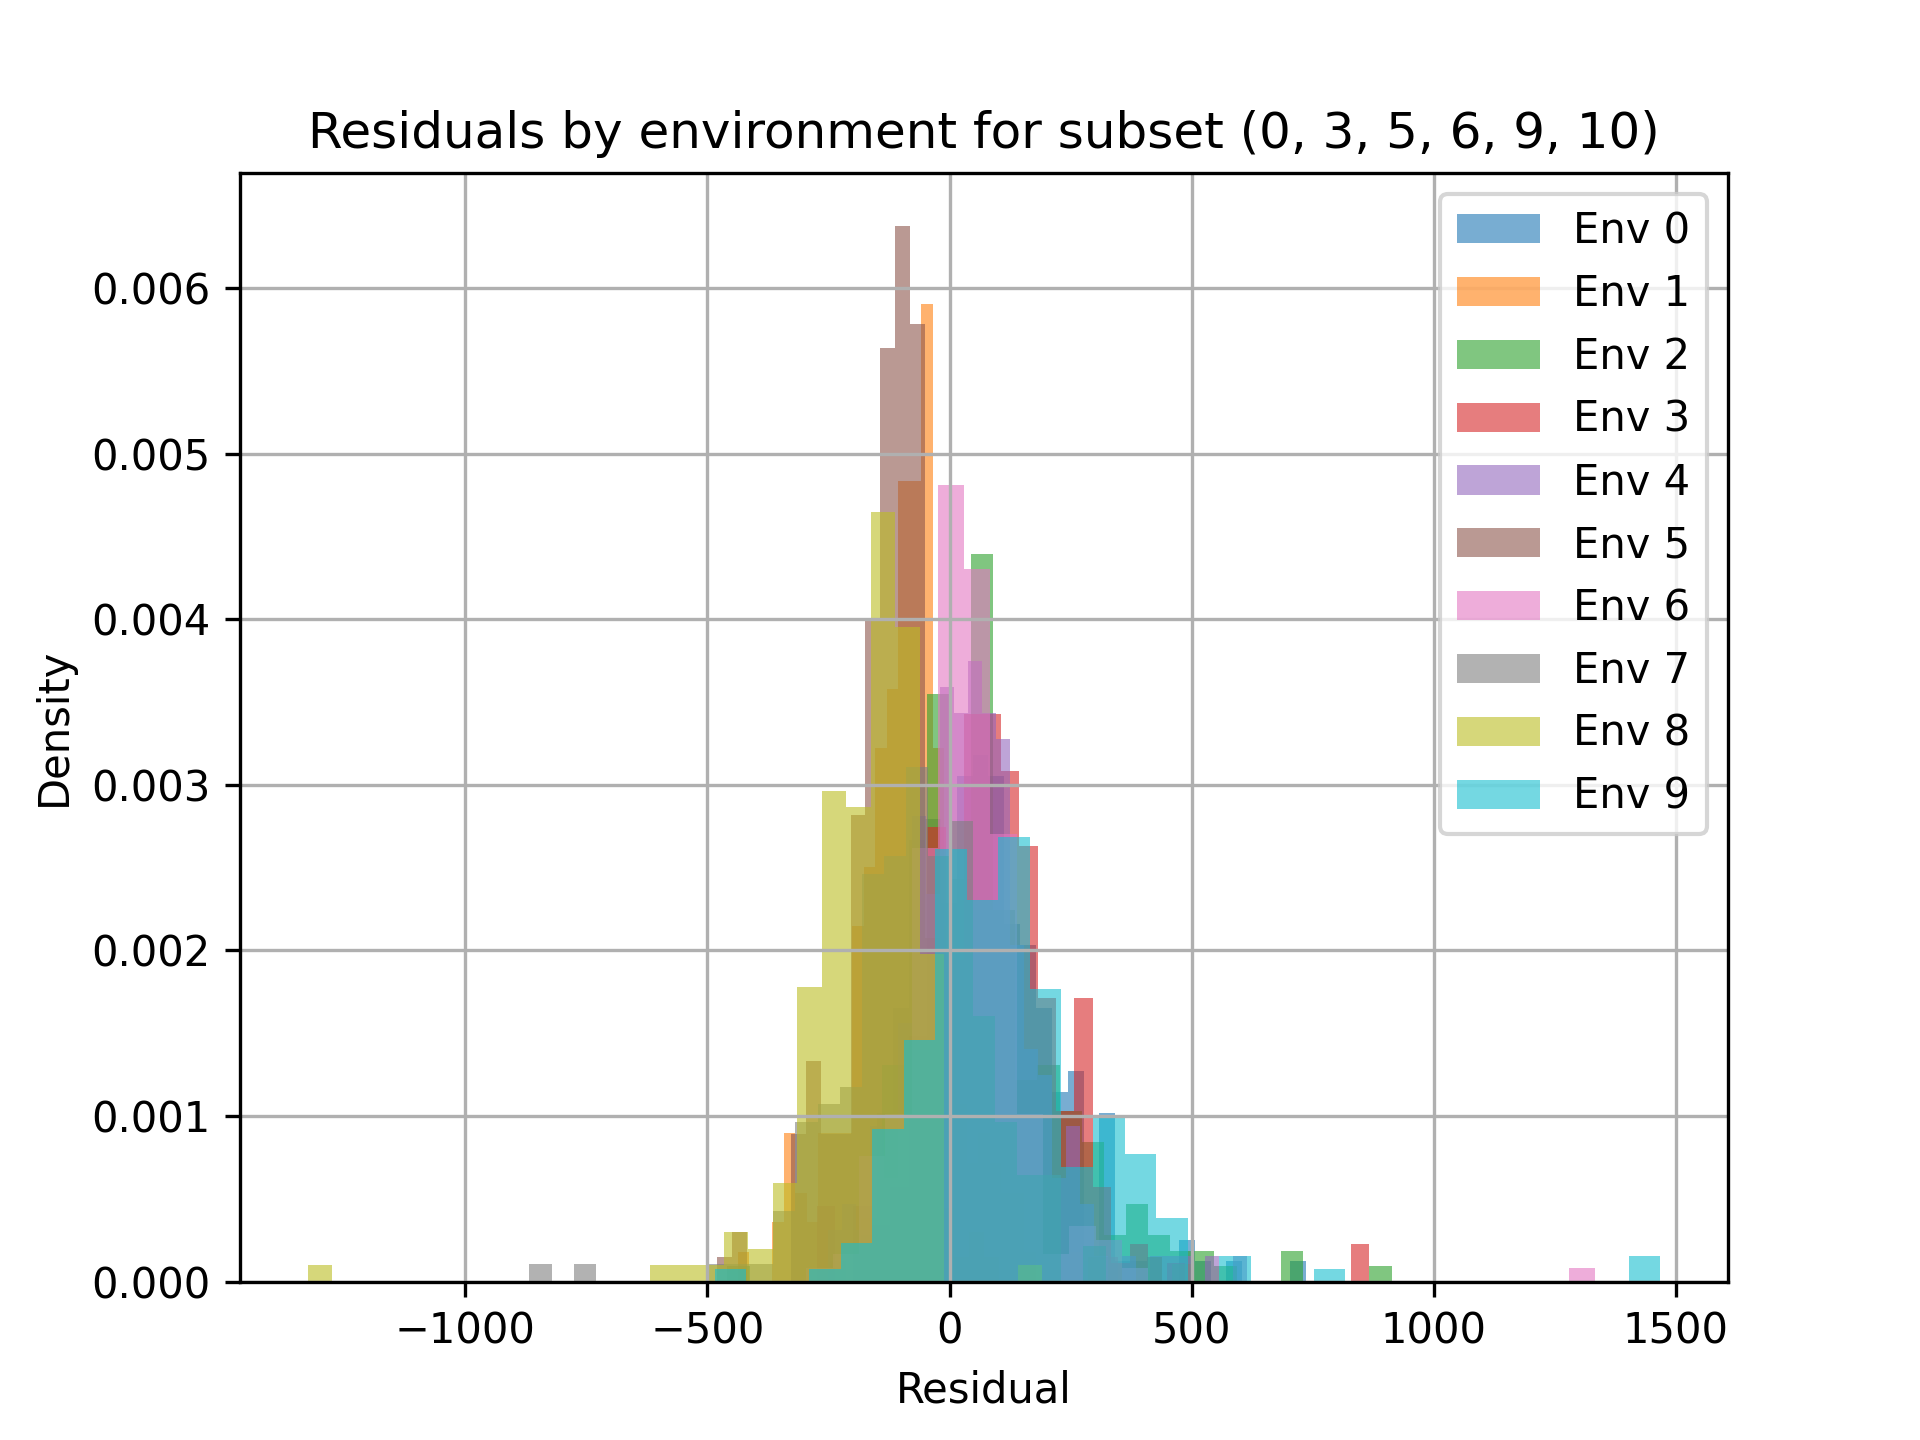 Residuals by environment for subset (0, 3, 5, 6, 9, 10)
Env 0
Env 1
Env 2
Env 3
Env 4
Env 5
Env 6
Env 7
Env 8
Env 9
Density
0.006
0.005
0.004
0.003
0.002
0.001
0.000
−1000 −500 0 500 1000 1500
Residual